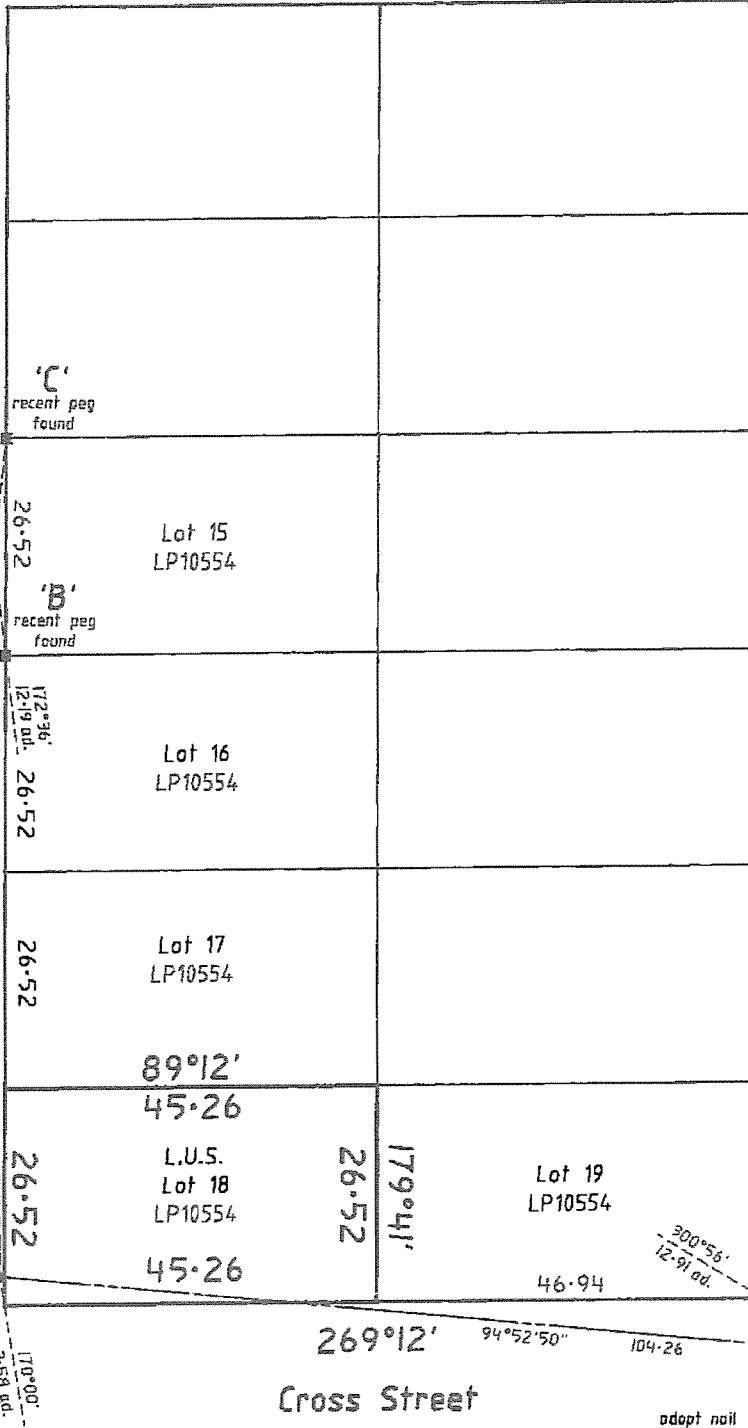 'C'
recent peg
found
26·52
Lot 15
LP10554
'B'
recent peg
found
172°36'
12·19 ad.
26·52
Lot 16
LP10554
26·52
Lot 17
LP10554
89°12'
45·26
L.U.S.
Lot 18
LP10554
26·52
26·52
179°41'
Lot 19
LP10554
300°56'
12·91 ad.
45·26
46·94
269°12'
94°52'50"
104·26
170°00'
Cross Street
adopt nail